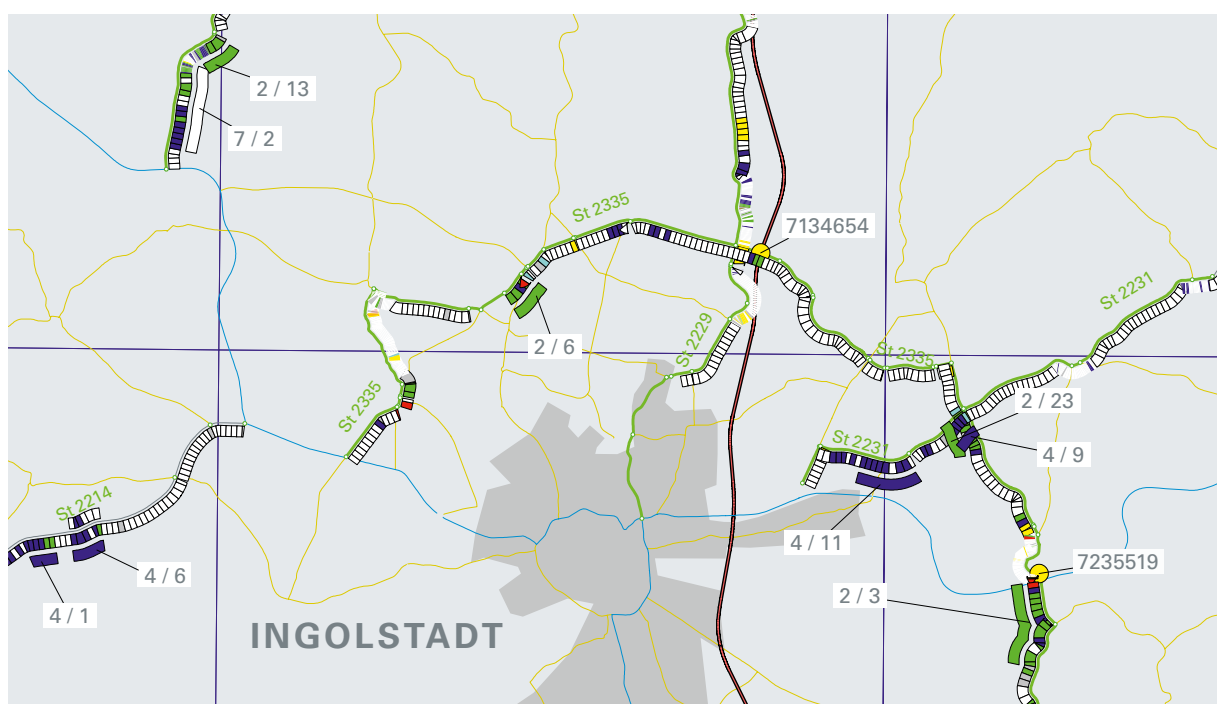 2 / 13
7 / 2
St 2335
7134654
St 2231
2 / 6
St 2229
St 2335
St 2335
2 / 23
St 2231
4 / 9
St 2214
4 / 11
7235519
4 / 6
2 / 3
4 / 1
INGOLSTADT